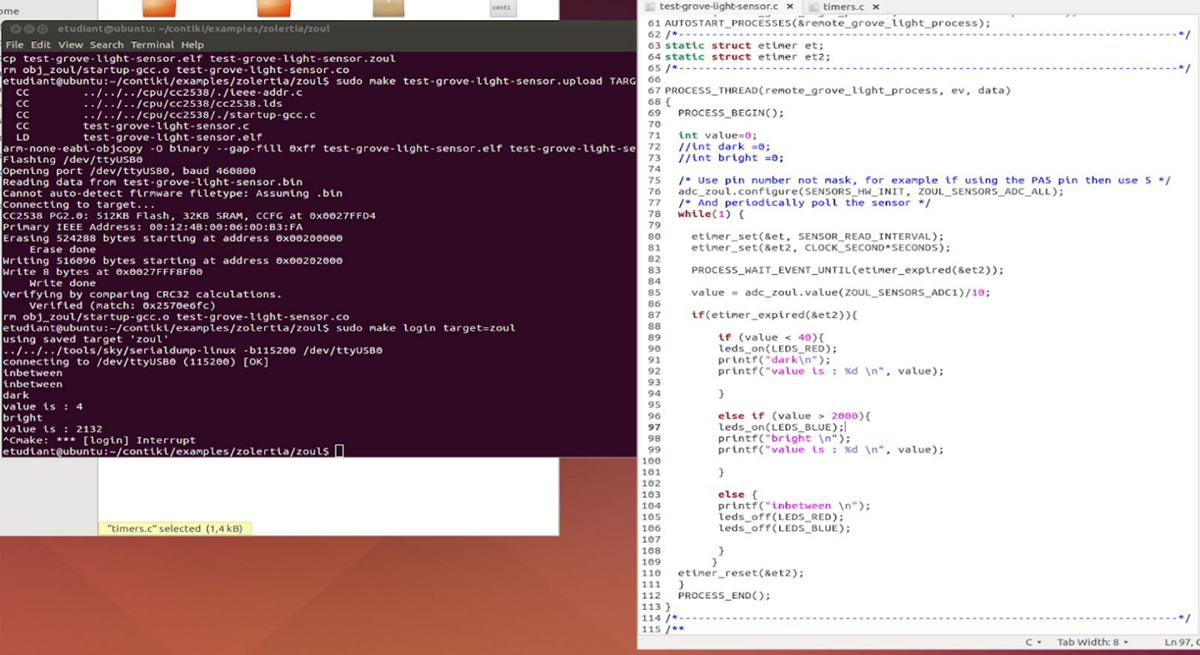 ome
conti
etudiant@ubuntu: ~/contiki/examples/zolertia/zoul
File Edit View Search Terminal Help
cp test-grove-light-sensor.elf test-grove-light-sensor.zoul
rm obj_zoul/startup-gcc.o test-grove-light-sensor.co
etudiant@ubuntu:~/contiki/examples/zolertia/zoul$ sudo make test-grove-light-sensor.upload TARG
CC ../../../cpu/cc2538/./ieee-addr.c
CC ../../../cpu/cc2538/cc2538.lds
CC ../../../cpu/cc2538/./startup-gcc.c
CC test-grove-light-sensor.c
LD test-grove-light-sensor.elf
arm-none-eabi-objcopy -O binary --gap-fill 0xff test-grove-light-sensor.elf test-grove-light-se
Flashing /dev/ttyUSB0
Opening port /dev/ttyUSB0, baud 460800
Reading data from test-grove-light-sensor.bin
Cannot auto-detect firmware filetype: Assuming .bin
Connecting to target...
CC2538 PG2.0: 512KB Flash, 32KB SRAM, CCFG at 0x0027FFD4
Primary IEEE Address: 00:12:4B:00:06:0D:B3:FA
Erasing 524288 bytes starting at address 0x00200000
Erase done
Writing 516096 bytes starting at address 0x00202000
Write 8 bytes at 0x0027FFF8F00
Write done
Verifying by comparing CRC32 calculations.
Verified (match: 0x2570e6fc)
rm obj_zoul/startup-gcc.o test-grove-light-sensor.co
etudiant@ubuntu:~/contiki/examples/zolertia/zoul$ sudo make login target=zoul
using saved target 'zoul'
../../../tools/sky/serialdump-linux -b115200 /dev/ttyUSB0
connecting to /dev/ttyUSB0 (115200) [OK]
inbetween
inbetween
dark
value is : 4
bright
value is : 2132
^Cmake: *** [login] Interrupt
etudiant@ubuntu:~/contiki/examples/zolertia/zoul$
"timers.c" selected (1,4 kB)
test-grove-light-sensor.c × timers.c ×
61 AUTOSTART_PROCESSES(&remote_grove_light_process);
62 /*---------------------------------------------------------------------------*/
63 static struct etimer et;
64 static struct etimer et2;
65 /*---------------------------------------------------------------------------*/
66
67 PROCESS_THREAD(remote_grove_light_process, ev, data)
68 {
69 PROCESS_BEGIN();
70
71 int value=0;
72 //int dark =0;
73 //int bright =0;
74
75 /* Use pin number not mask, for example if using the PA5 pin then use 5 */
76 adc_zoul.configure(SENSORS_HW_INIT, ZOUL_SENSORS_ADC_ALL);
77 /* And periodically poll the sensor */
78 while(1) {
79
80 etimer_set(&et, SENSOR_READ_INTERVAL);
81 etimer_set(&et2, CLOCK_SECOND*SECONDS);
82
83 PROCESS_WAIT_EVENT_UNTIL(etimer_expired(&et2));
84
85 value = adc_zoul.value(ZOUL_SENSORS_ADC1)/10;
86
87 if(etimer_expired(&et2)){
88
89 if (value < 40){
90 leds_on(LEDS_RED);
91 printf("dark\n");
92 printf("value is : %d \n", value);
93
94 }
95
96 else if (value > 2000){
97 leds_on(LEDS_BLUE);
98 printf("bright \n");
99 printf("value is : %d \n", value);
100
101 }
102
103 else {
104 printf("inbetween \n");
105 leds_off(LEDS_RED);
106 leds_off(LEDS_BLUE);
107
108 }
109 }
110 etimer_reset(&et2);
111 }
112 PROCESS_END();
113 }
114 /*---------------------------------------------------------------------------*/
115 /**
C Tab Width: 8 Ln 97, C